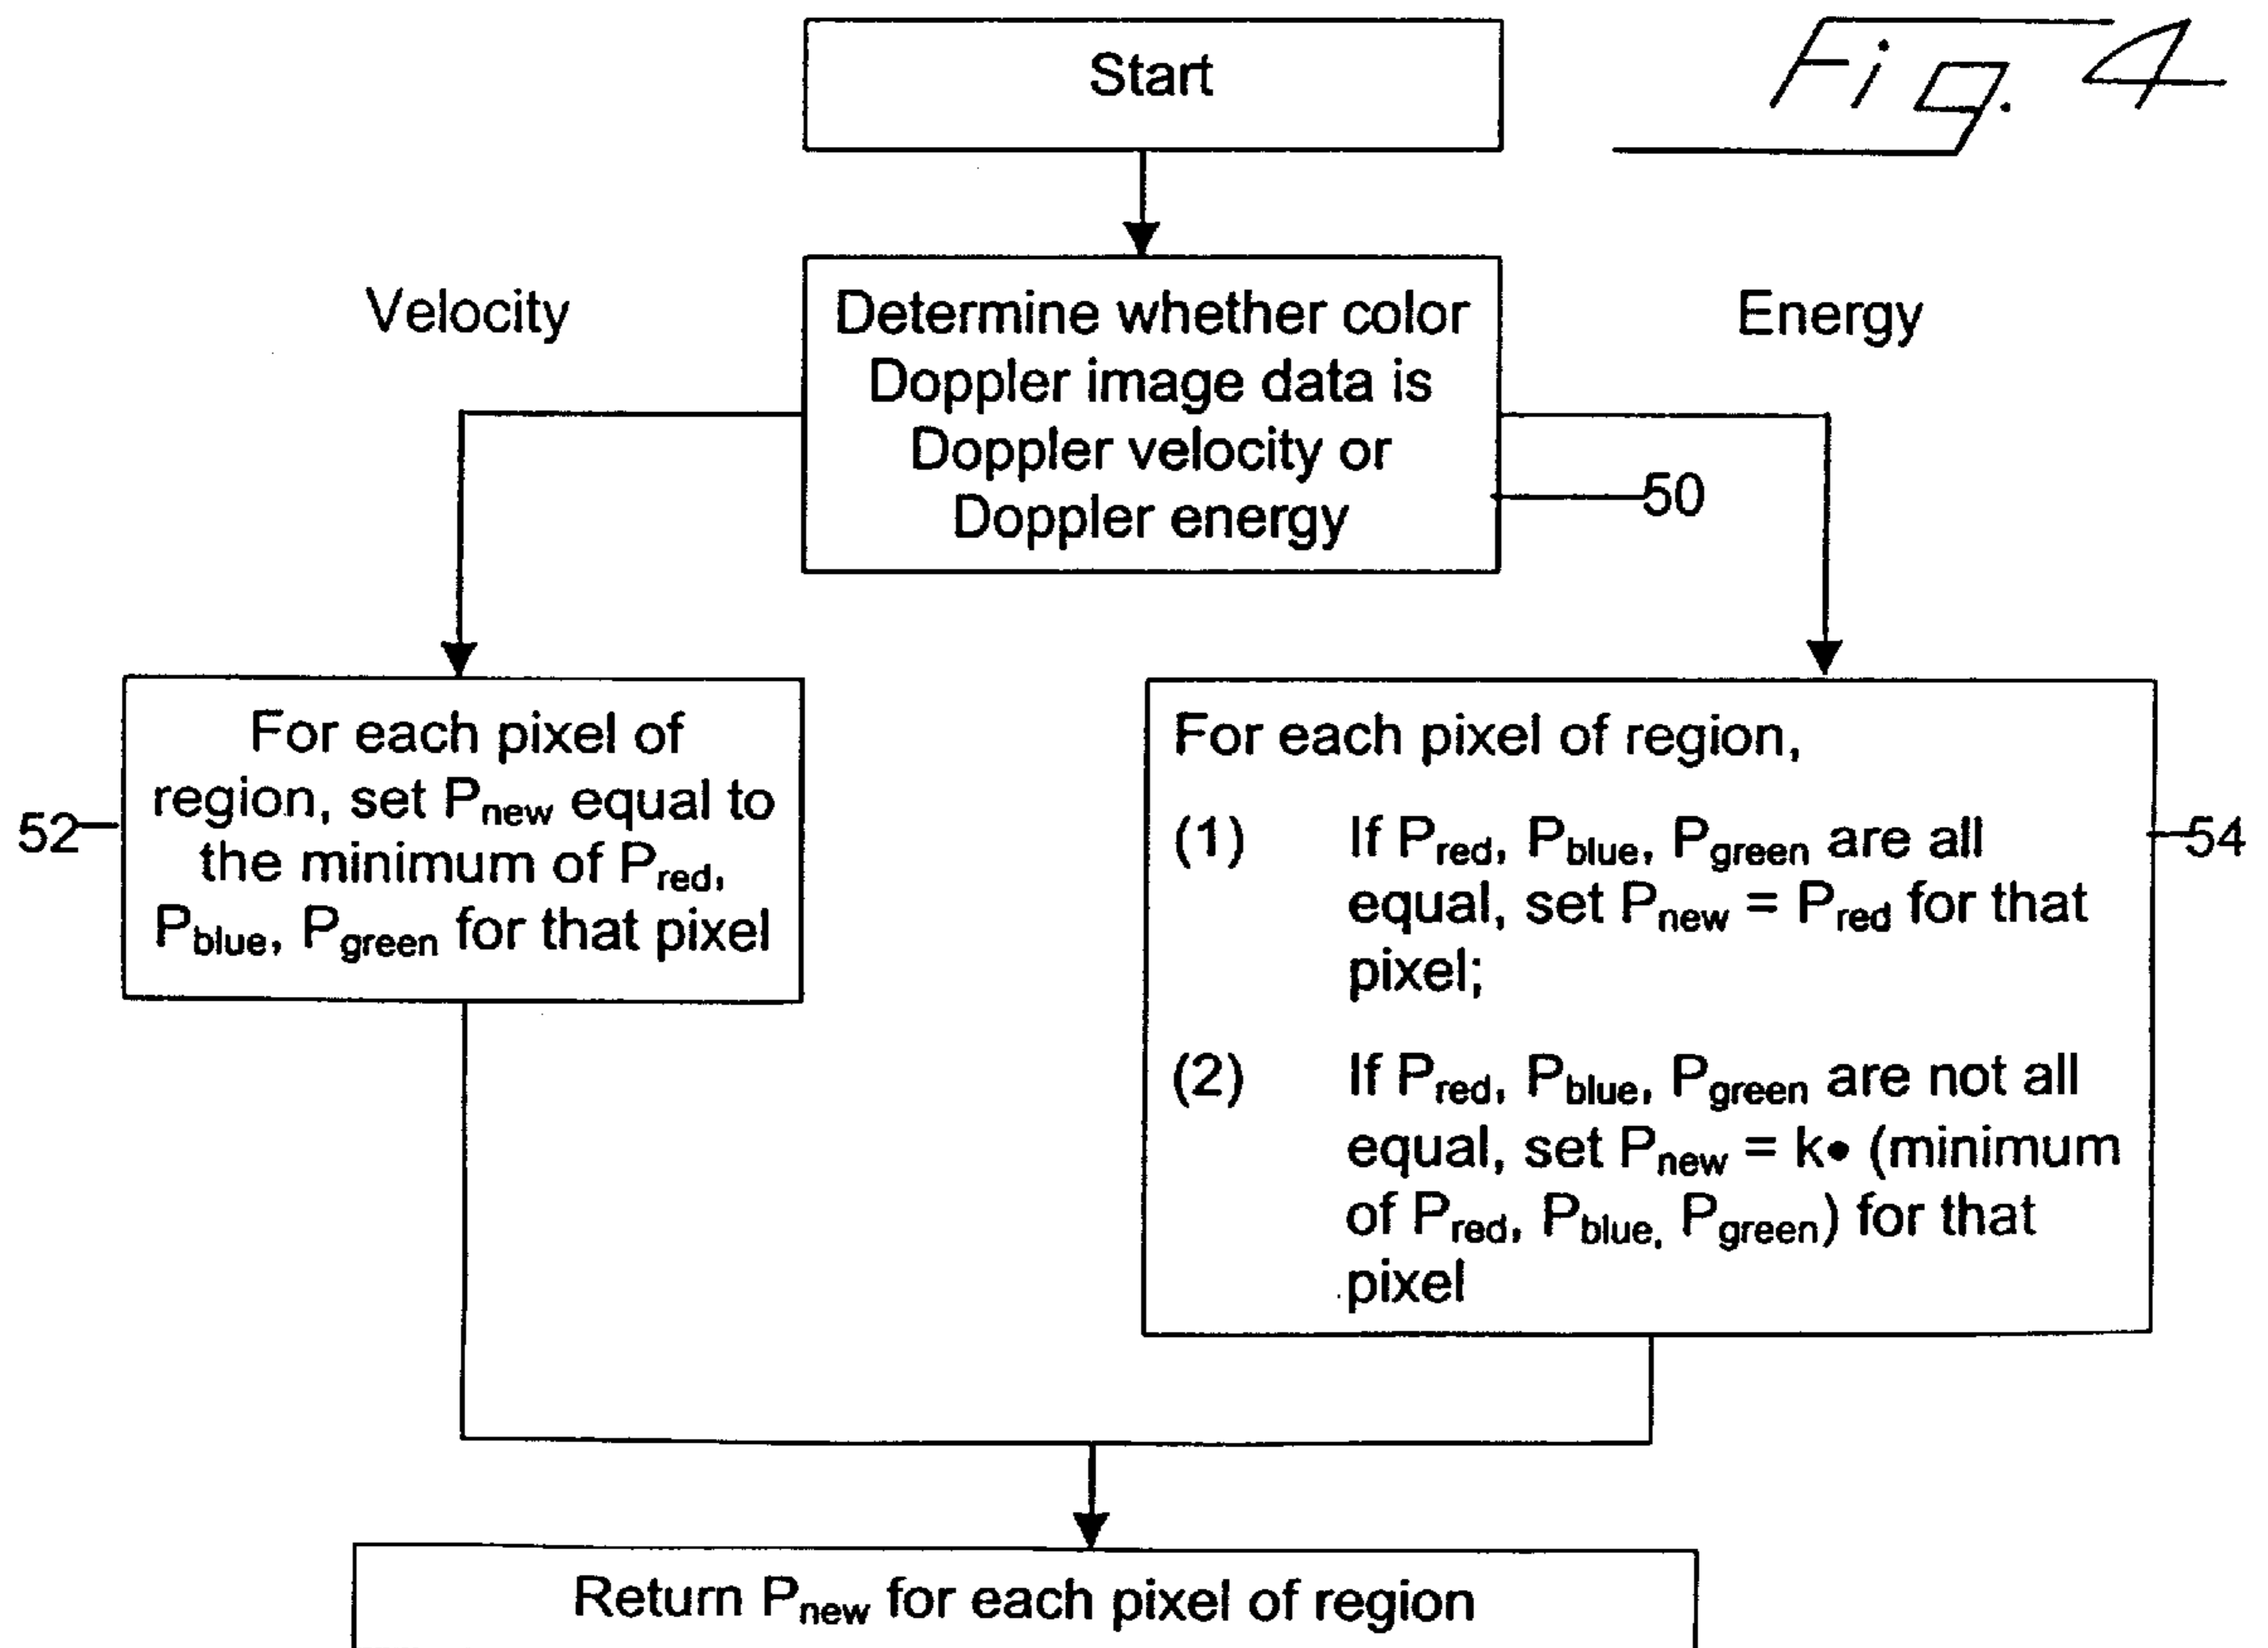 Start
Fig. 4
Velocity
Determine whether color
Doppler image data is
Doppler velocity or
Doppler energy
Energy
50
For each pixel of
region, set Pnew equal to
the minimum of Pred,
Pblue, Pgreen for that pixel
52
For each pixel of region,
(1) If Pred, Pblue, Pgreen are all
equal, set Pnew = Pred for that
pixel;
(2) If Pred, Pblue, Pgreen are not all
equal, set Pnew = k• (minimum
of Pred, Pblue, Pgreen) for that
pixel
54
Return Pnew for each pixel of region